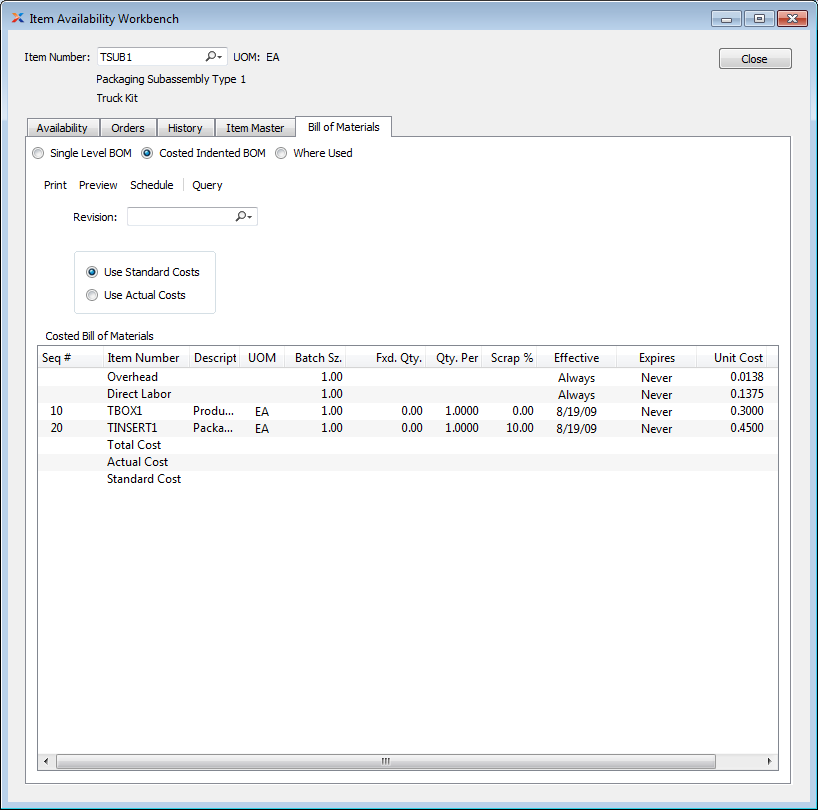 Item Availability Workbench
Item Number: TSUB1 UOM: EA
Close
Packaging Subassembly Type 1
Truck Kit
Availability Orders History Item Master Bill of Materials
Single Level BOM Costed Indented BOM Where Used
Print Preview Schedule Query
Revision:
Use Standard Costs
Use Actual Costs
Costed Bill of Materials
Seq # Item Number Descript UOM Batch Sz. Fxd. Qty. Qty. Per Scrap % Effective Expires Unit Cost
Overhead 1.00 Always Never 0.0138
Direct Labor 1.00 Always Never 0.1375
10 TBOX1 Produ... EA 1.00 0.00 1.0000 0.00 8/19/09 Never 0.3000
20 TINSERT1 Packa... EA 1.00 0.00 1.0000 10.00 8/19/09 Never 0.4500
Total Cost
Actual Cost
Standard Cost